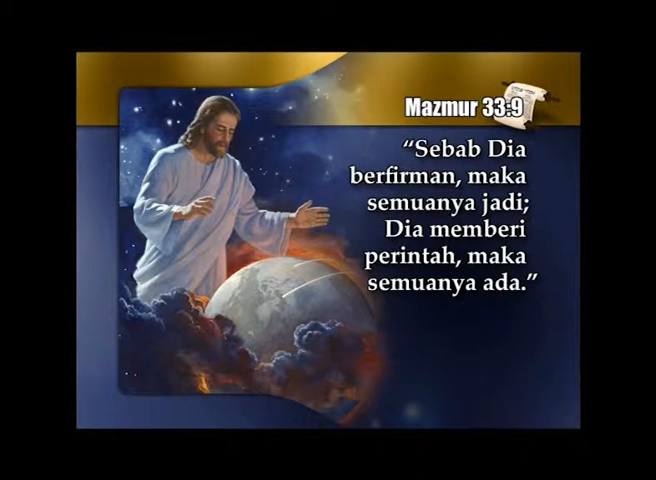 Mazmur 33:9
“Sebab Dia
berfirman, maka
semuanya jadi;
Dia memberi
perintah, maka
semuanya ada.”